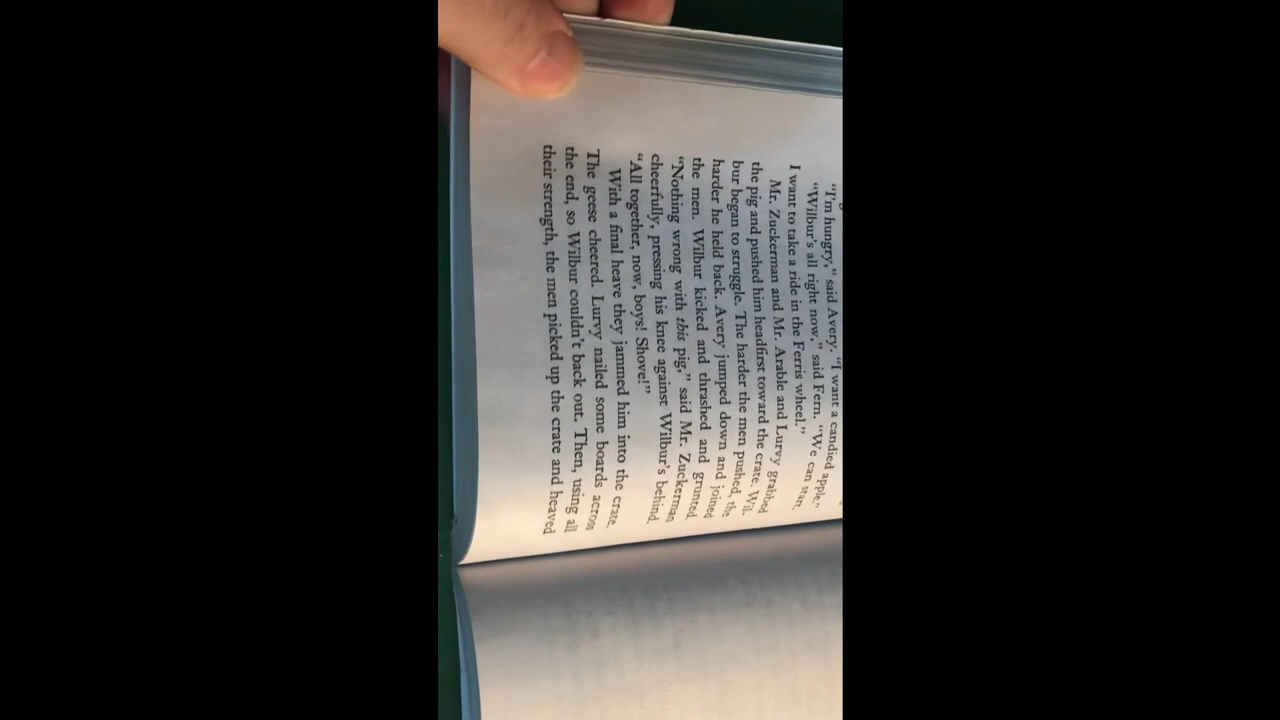 "I'm hungry," said Avery. "I want a candied apple."
"Wilbur's all right now," said Fern. "We can start.
I want to take a ride in the Ferris wheel."
Mr. Zuckerman and Mr. Arable and Lurvy grabbed
the pig and pushed him headfirst toward the crate. Wil-
bur began to struggle. The harder the men pushed, the
harder he held back. Avery jumped down and joined
the men. Wilbur kicked and thrashed and grunted.
"Nothing wrong with this pig," said Mr. Zuckerman
cheerfully, pressing his knee against Wilbur's behind.
"All together, now, boys! Shove!"
With a final heave they jammed him into the crate.
The geese cheered. Lurvy nailed some boards across
the end, so Wilbur couldn't back out. Then, using all
their strength, the men picked up the crate and heaved